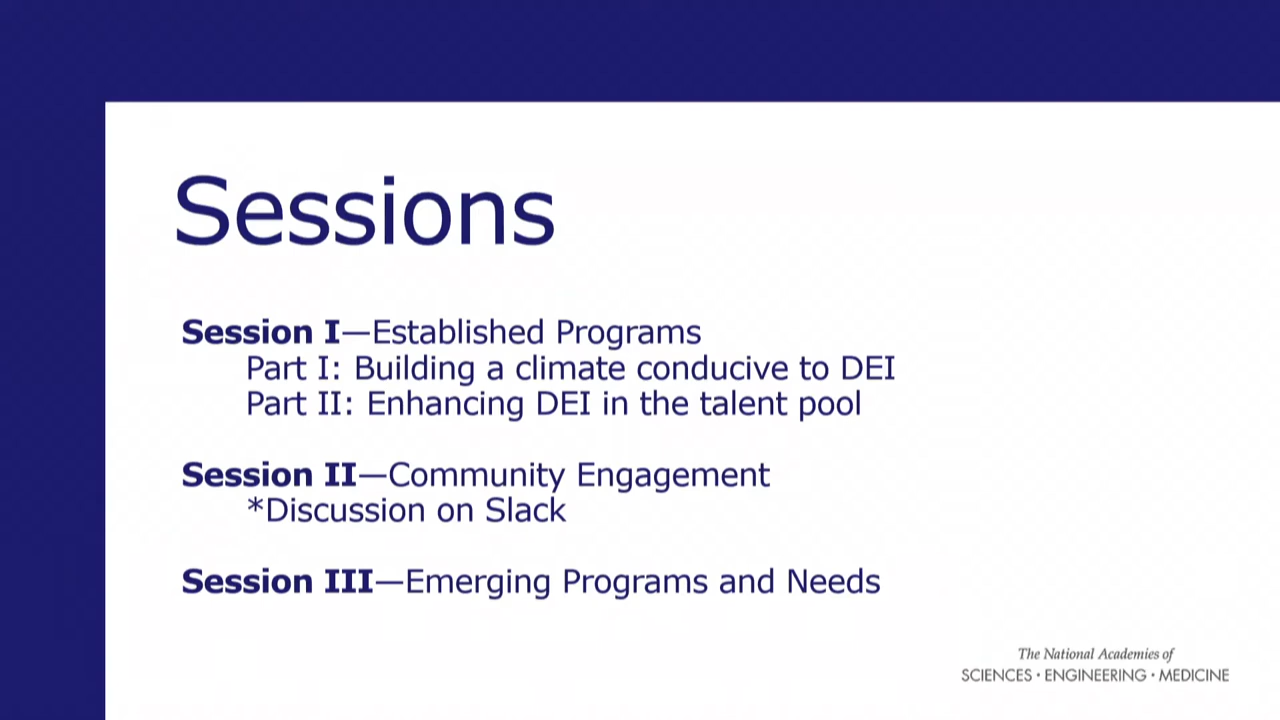 Sessions
Session I—Established Programs
Part I: Building a climate conducive to DEI
Part II: Enhancing DEI in the talent pool
Session II—Community Engagement
*Discussion on Slack
Session III—Emerging Programs and Needs
The National Academies of
SCIENCES · ENGINEERING · MEDICINE